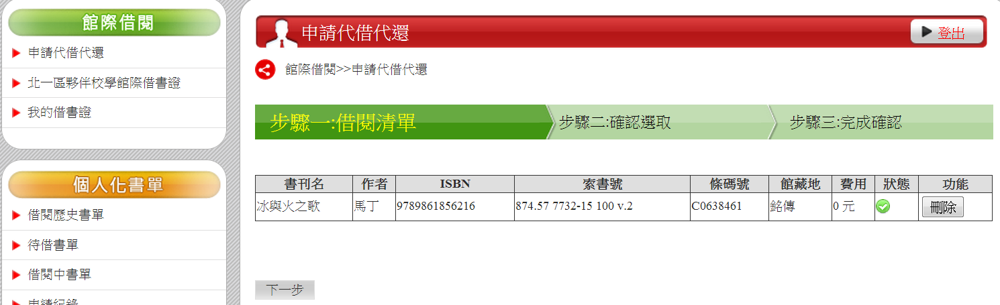 館際借閱
申請代借代還
北一區夥伴校學館際借書證
我的借書證
個人化書單
借閱歷史書單
待借書單
借閱中書單
申請紀錄
申請代借代還
登出
館際借閱>>申請代借代還
步驟一:借閱清單 步驟二:確認選取 步驟三:完成確認
書刊名 作者 ISBN 索書號 條碼號 館藏地 費用 狀態 功能
冰與火之歌 馬丁 9789861856216 874.57 7732-15 100 v.2 C0638461 銘傳 0 元 刪除
下一步